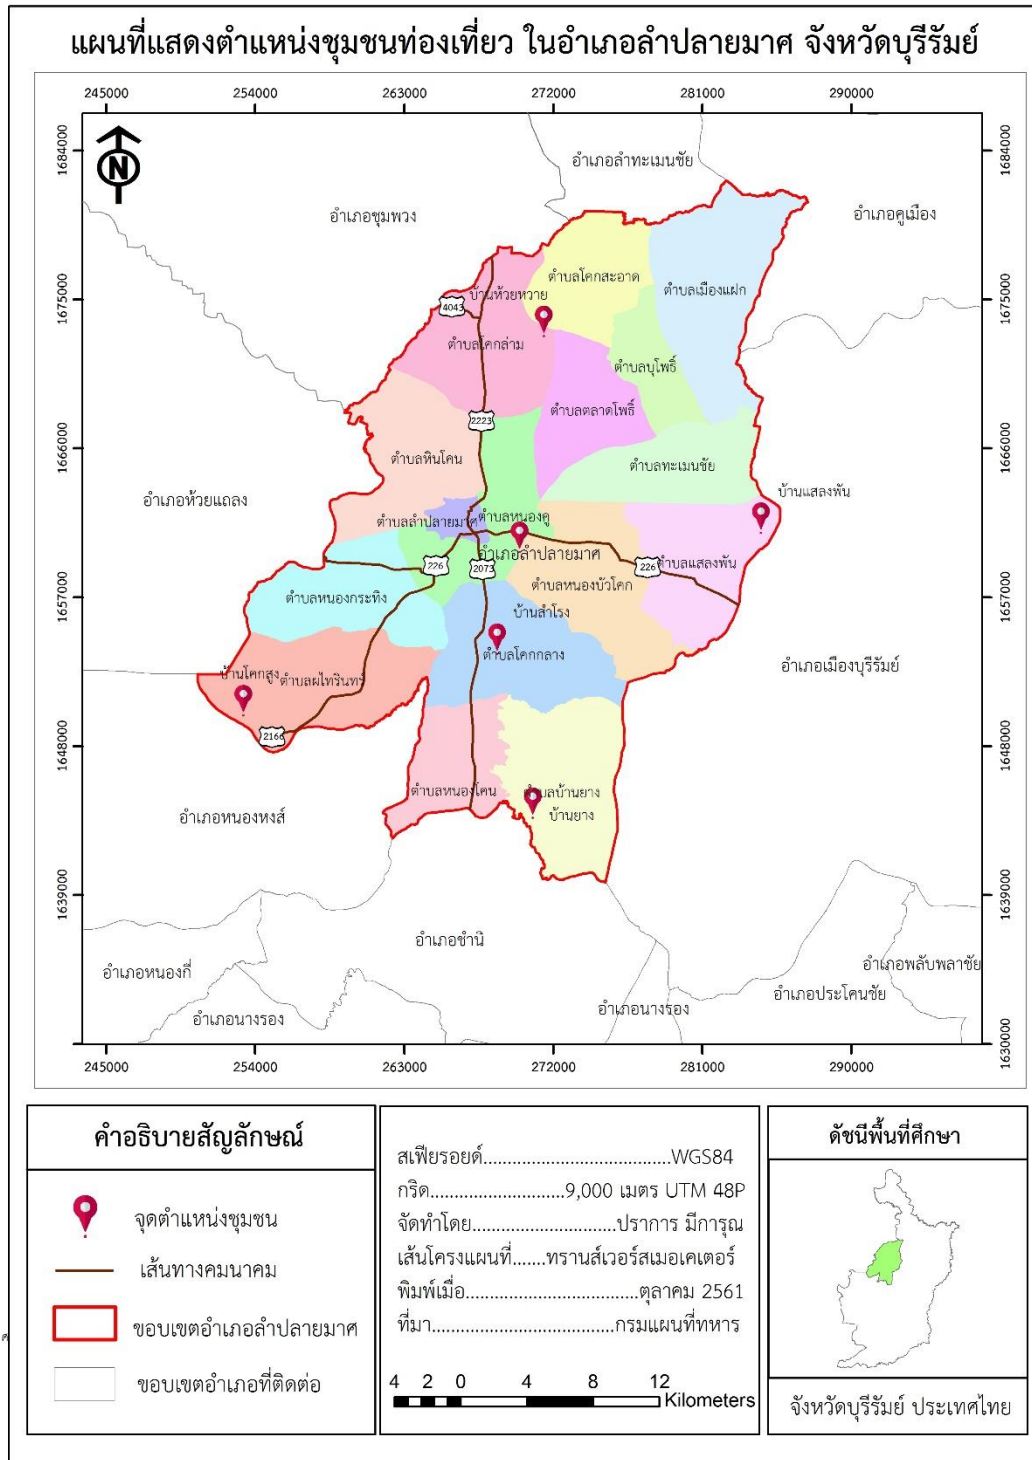 แผนที่แสดงตำแหน่งชุมชนท่องเที่ยว ในอำเภอลำปลายมาศ จังหวัดบุรีรัมย์
245000 254000 263000 272000 281000 290000
1684000 1684000
N
อำเภอลำทะเมนชัย
อำเภอชุมพวง
อำเภอคูเมือง
ตำบลโคกสะอาด
ตำบลเมืองแฝก
บ้านห้วยหวาย
1675000 1675000
4043
ตำบลโคกล่าม
ตำบลบุโพธิ์
ตำบลตลาดโพธิ์
2223
1666000 1666000
ตำบลหินโคน
ตำบลทะเมนชัย
อำเภอห้วยแถลง
บ้านแสลงพัน
ตำบลลำปลายมาศ
ตำบลหนองคู
อำเภอลำปลายมาศ
226
2073
226
ตำบลแสลงพัน
ตำบลหนองบัวโคก
1657000 1657000
ตำบลหนองกระทิง
บ้านสำโรง
ตำบลโคกกลาง
อำเภอเมืองบุรีรัมย์
บ้านโคกสูง
ตำบลผไทรินทร์
2166
1648000 1648000
ตำบลหนองโดน
ตำบลบ้านยาง
บ้านยาง
อำเภอหนองหงส์
1639000 1639000
อำเภอชำนิ
อำเภอหนองกี่
อำเภอพลับพลาชัย
อำเภอประโคนชัย
อำเภอนางรอง
อำเภอนางรอง
1630000
245000 254000 263000 272000 281000 290000
คำอธิบายสัญลักษณ์
จุดตำแหน่งชุมชน
เส้นทางคมนาคม
ขอบเขตอำเภอลำปลายมาศ
ขอบเขตอำเภอที่ติดต่อ
สเฟียรอยด์......................................WGS84
กริด...........................9,000 เมตร UTM 48P
จัดทำโดย.............................ปราการ มีการุณ
เส้นโครงแผนที่.......ทรานส์เวอร์สเมอเคเตอร์
พิมพ์เมื่อ...................................ตุลาคม 2561
ที่มา.....................................กรมแผนที่ทหาร
4 2 0 4 8 12
Kilometers
ดัชนีพื้นที่ศึกษา
จังหวัดบุรีรัมย์ ประเทศไทย